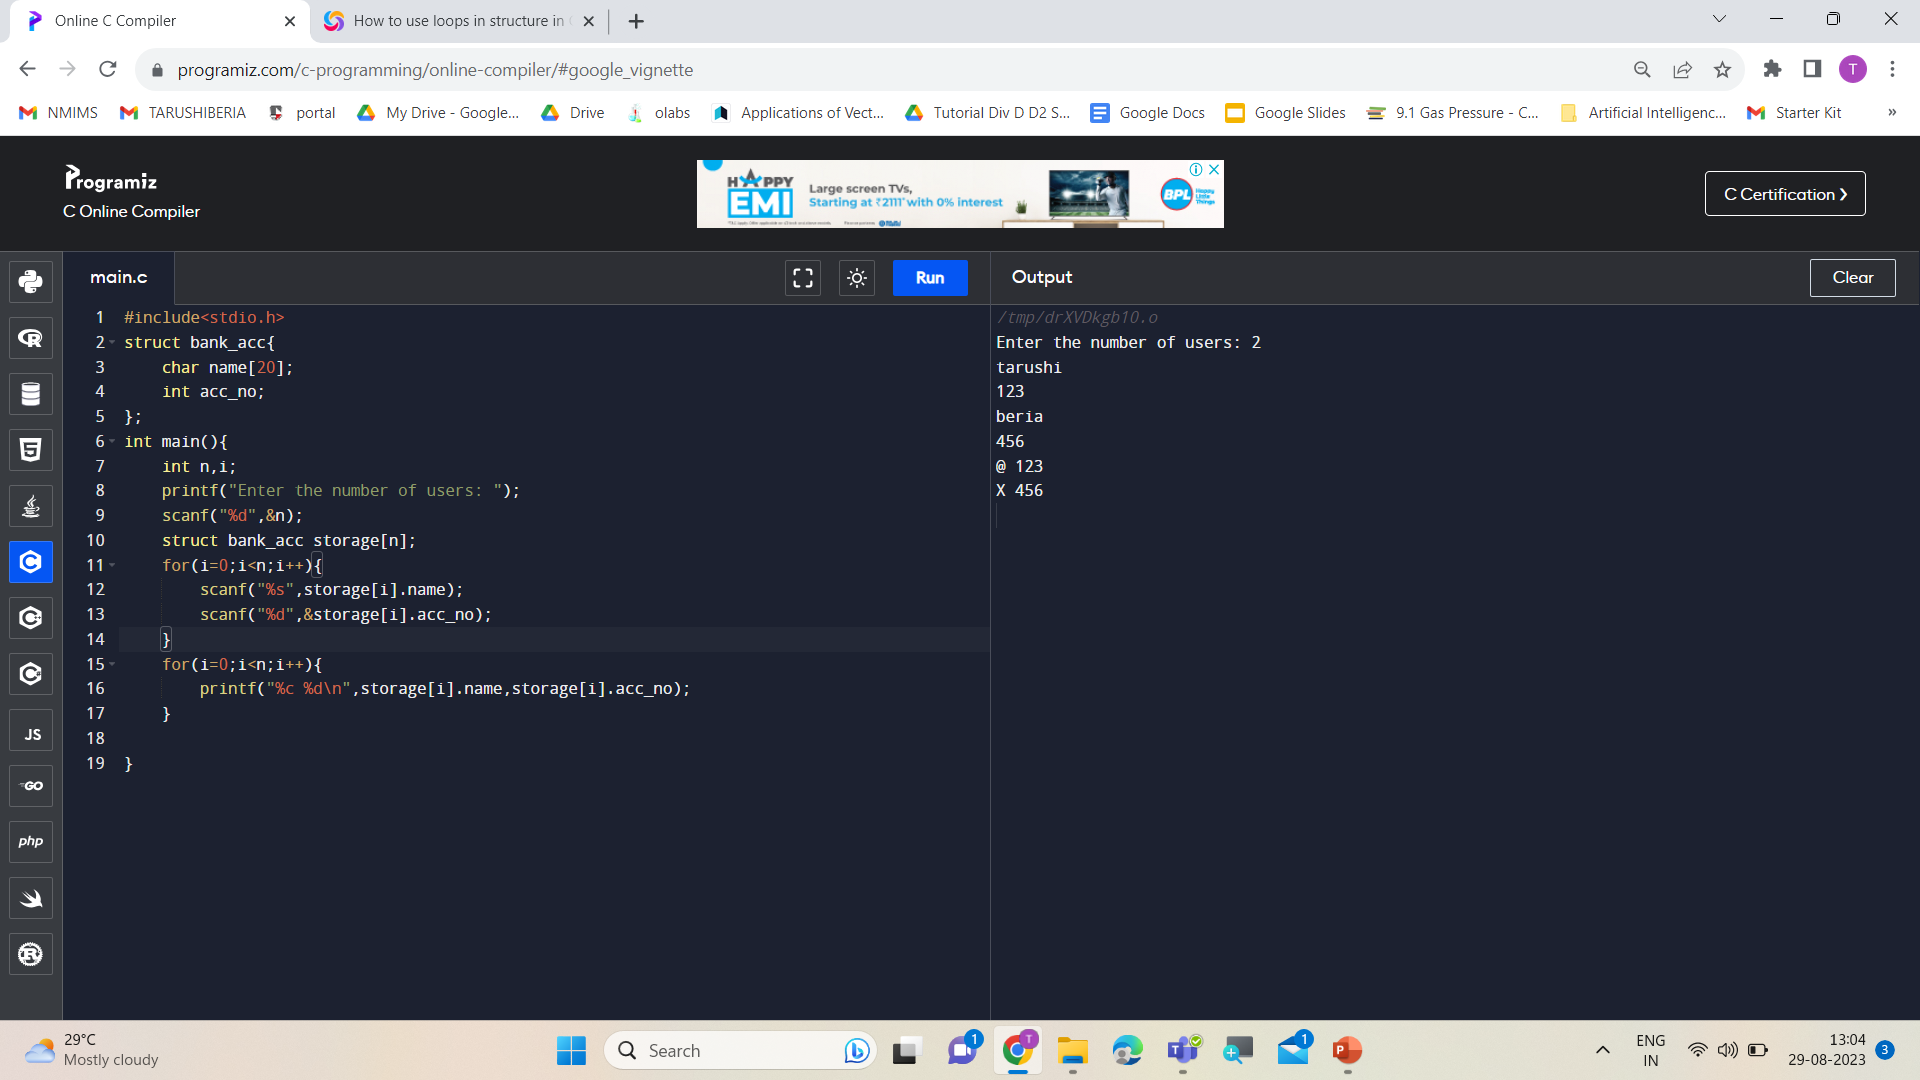 Online C Compiler
How to use loops in structure in C
programiz.com/c-programming/online-compiler/#google_vignette
T
NMIMS
TARUSHIBERIA
portal
My Drive - Google...
Drive
olabs
Applications of Vect...
Tutorial Div D D2 S...
Google Docs
Google Slides
9.1 Gas Pressure - C...
Artificial Intelligenc...
Starter Kit
»
Programiz
C Online Compiler
HAPPY
EMI
Large screen TVs,
Starting at ₹2111* with 0% interest
BPL
Happy
Little
Things
C Certification ❯
main.c
Run
Output
Clear
1 #include<stdio.h>
2 struct bank_acc{
3     char name[20];
4     int acc_no;
5 };
6 int main(){
7     int n,i;
8     printf("Enter the number of users: ");
9     scanf("%d",&n);
10     struct bank_acc storage[n];
11     for(i=0;i<n;i++){
12         scanf("%s",storage[i].name);
13         scanf("%d",&storage[i].acc_no);
14     }
15     for(i=0;i<n;i++){
16         printf("%c %d\n",storage[i].name,storage[i].acc_no);
17     }
18
19 }
/tmp/drXVDkgb10.o
Enter the number of users: 2
tarushi
123
beria
456
@ 123
X 456
JS
GO
php
29°C
Mostly cloudy
Search
1
T
1
ENG
IN
13:04
29-08-2023
3